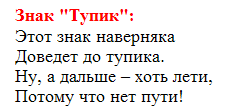 Знак "Тупик":
Этот знак наверняка
Доведет до тупика.
Ну, а дальше – хоть лети,
Потому что нет пути!